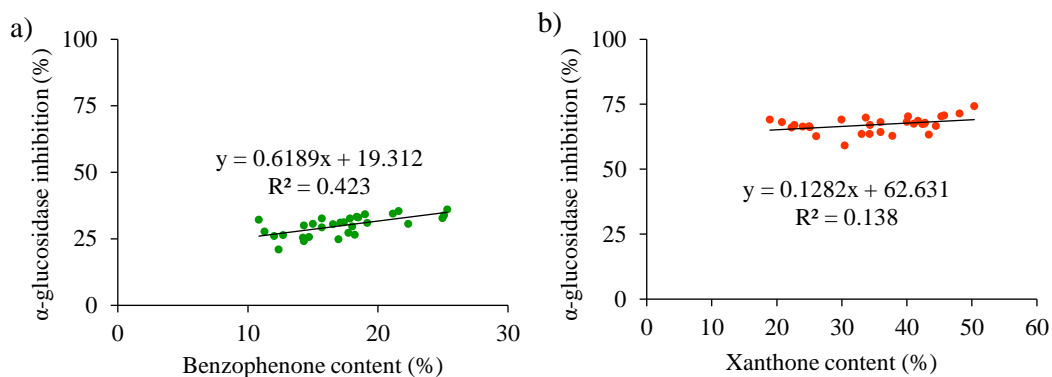 a)
α-glucosidase inhibition (%)
100
75
50
25
0
y = 0.6189x + 19.312
R² = 0.423
0 10 20 30
Benzophenone content (%)
b)
α-glucosidase inhibition (%)
100
75
50
25
0
y = 0.1282x + 62.631
R² = 0.138
0 10 20 30 40 50 60
Xanthone content (%)